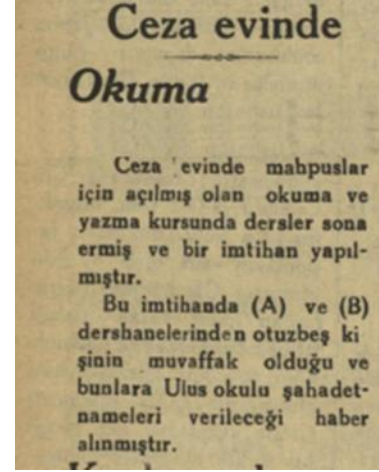 Ceza evinde
Okuma
Ceza evinde mahpuslar
için açılmış olan okuma ve
yazma kursunda dersler sona
ermiş ve bir imtihan yapıl-
mıştır.
Bu imtihanda (A) ve (B)
dershanelerinden otuzbeş ki
şinin muvaffak olduğu ve
bunlara Ulus okulu şahadet-
nameleri verileceği haber
alınmıştır.